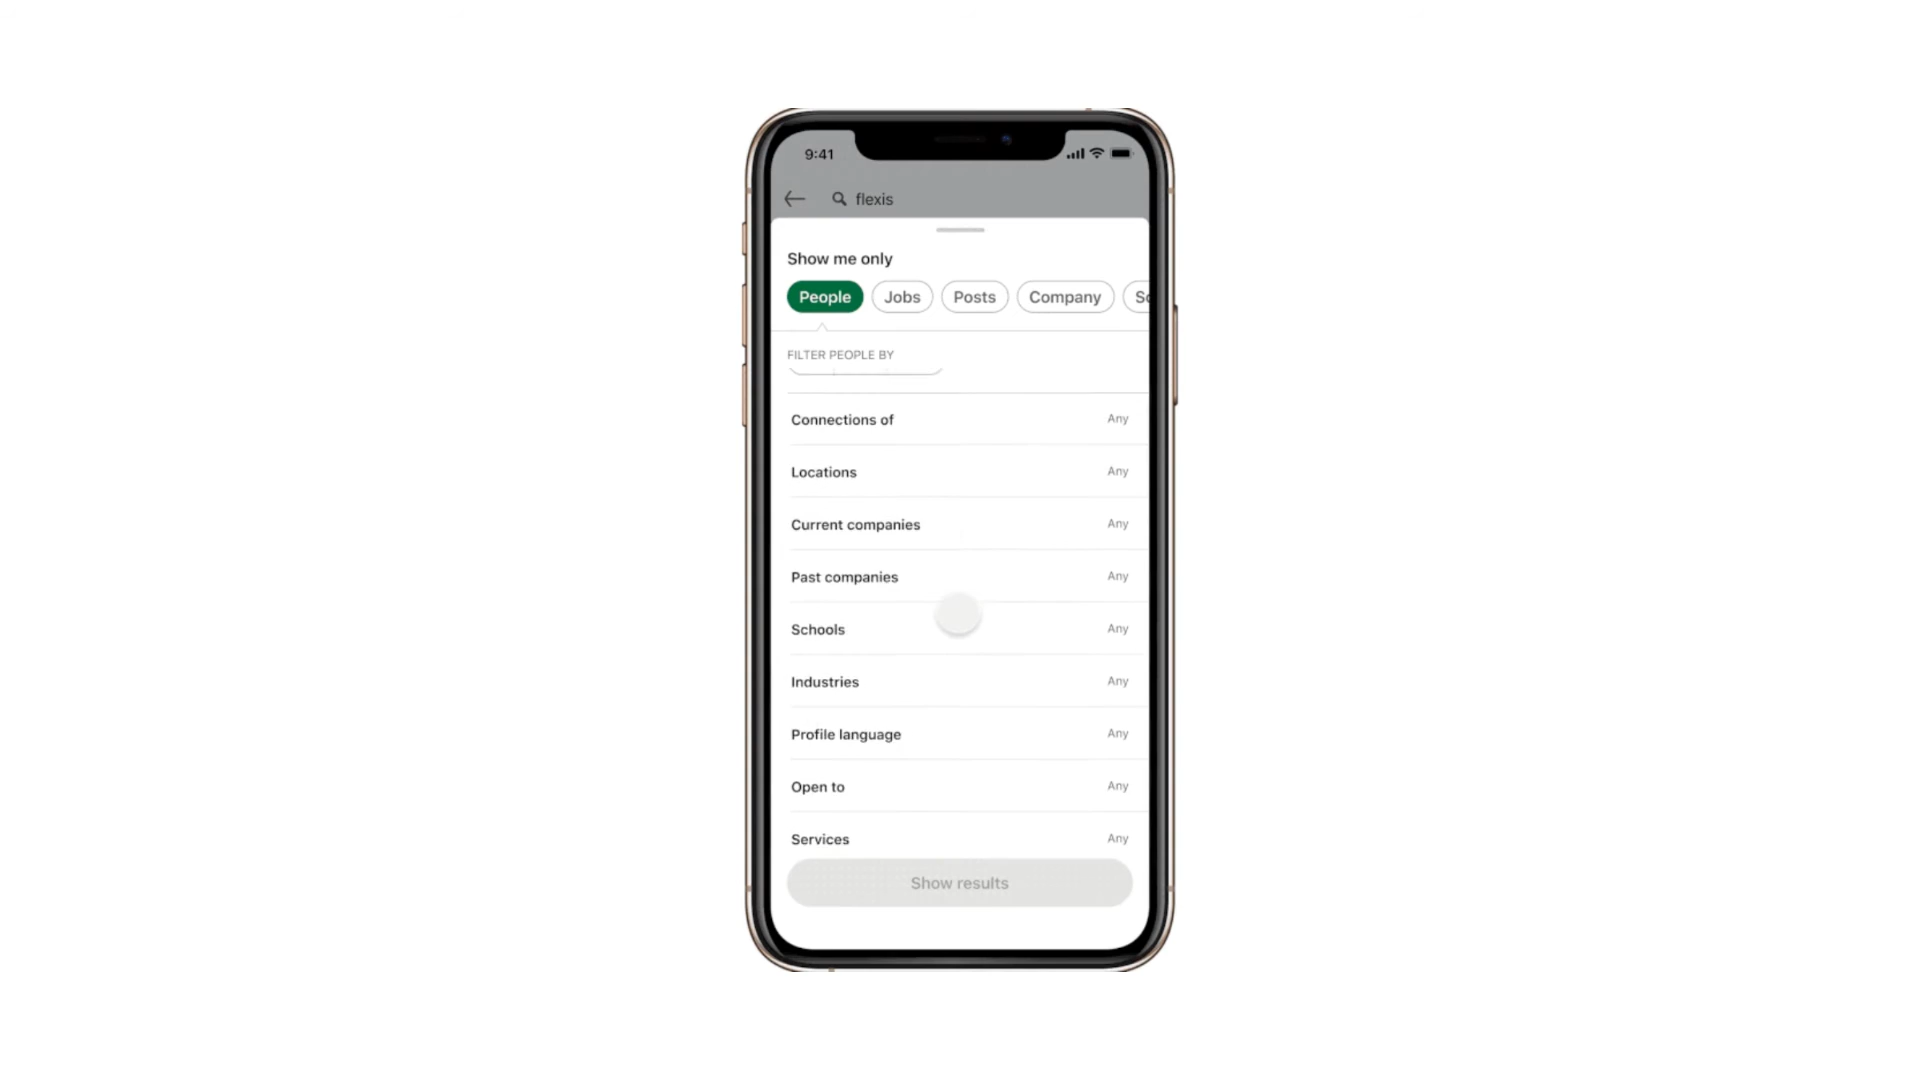 9:41
flexis
Show me only
People Jobs Posts Company
FILTER PEOPLE BY
Connections of Any
Locations Any
Current companies Any
Past companies Any
Schools Any
Industries Any
Profile language Any
Open to Any
Services Any
Show results